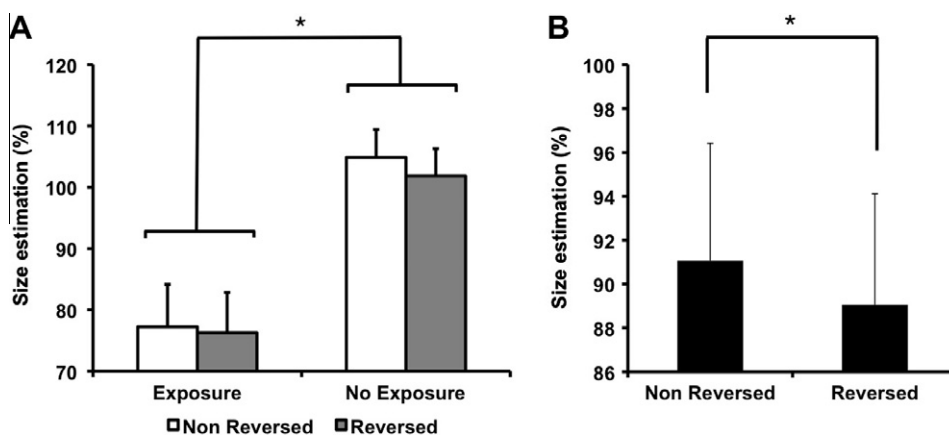 A
*
Size estimation (%)
120
110
100
90
80
70
Exposure
No Exposure
Non Reversed
Reversed
B
*
Size estimation (%)
100
98
96
94
92
90
88
86
Non Reversed
Reversed